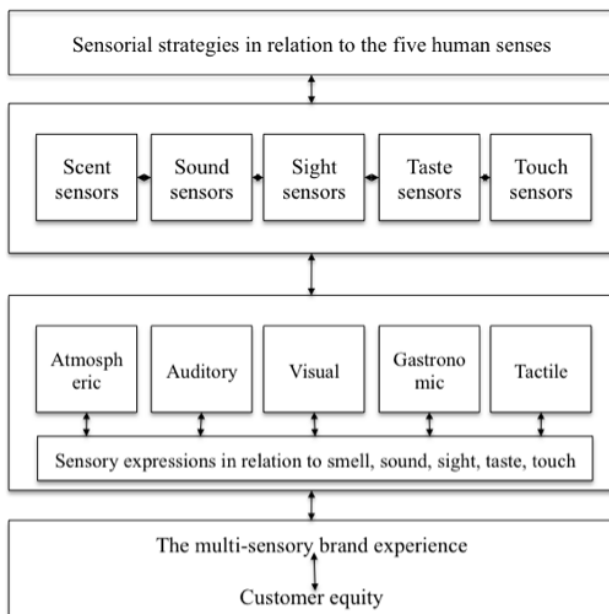 Sensorial strategies in relation to the five human senses
Scent
sensors
Sound
sensors
Sight
sensors
Taste
sensors
Touch
sensors
Atmosph
eric
Auditory
Visual
Gastrono
mic
Tactile
Sensory expressions in relation to smell, sound, sight, taste, touch
The multi-sensory brand experience
Customer equity